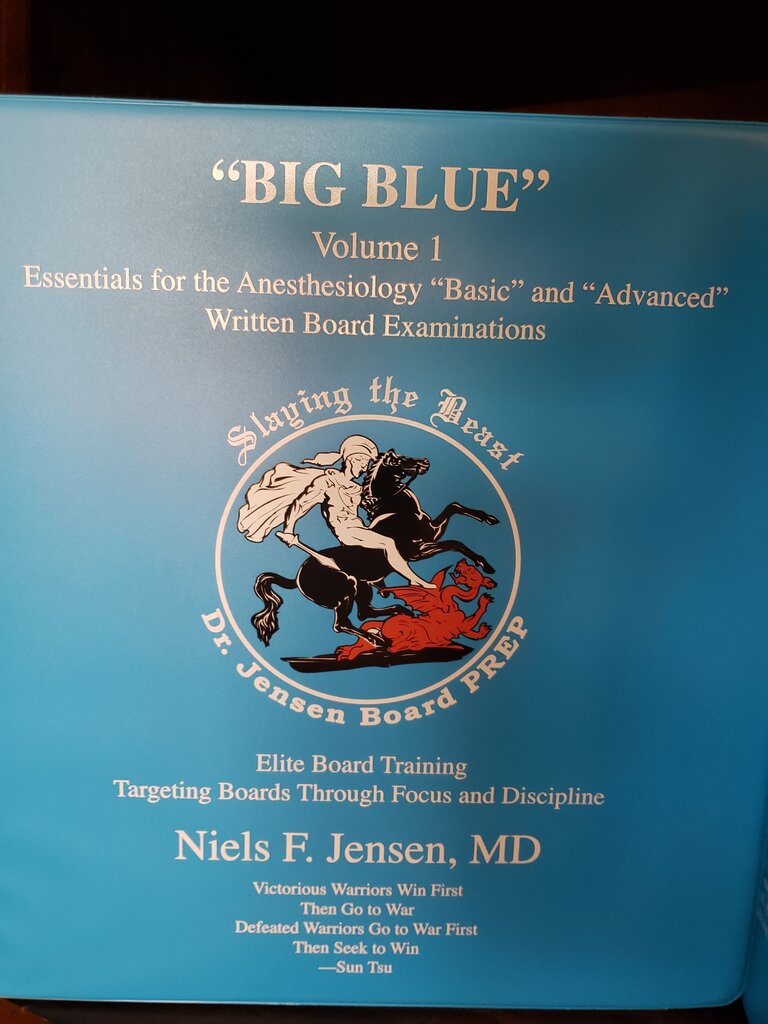 “BIG BLUE”
Volume 1
Essentials for the Anesthesiology “Basic” and “Advanced”
Written Board Examinations
Slaying the Beast
Dr. Jensen Board PREP
Elite Board Training
Targeting Boards Through Focus and Discipline
Niels F. Jensen, MD
Victorious Warriors Win First
Then Go to War
Defeated Warriors Go to War First
Then Seek to Win
—Sun Tsu